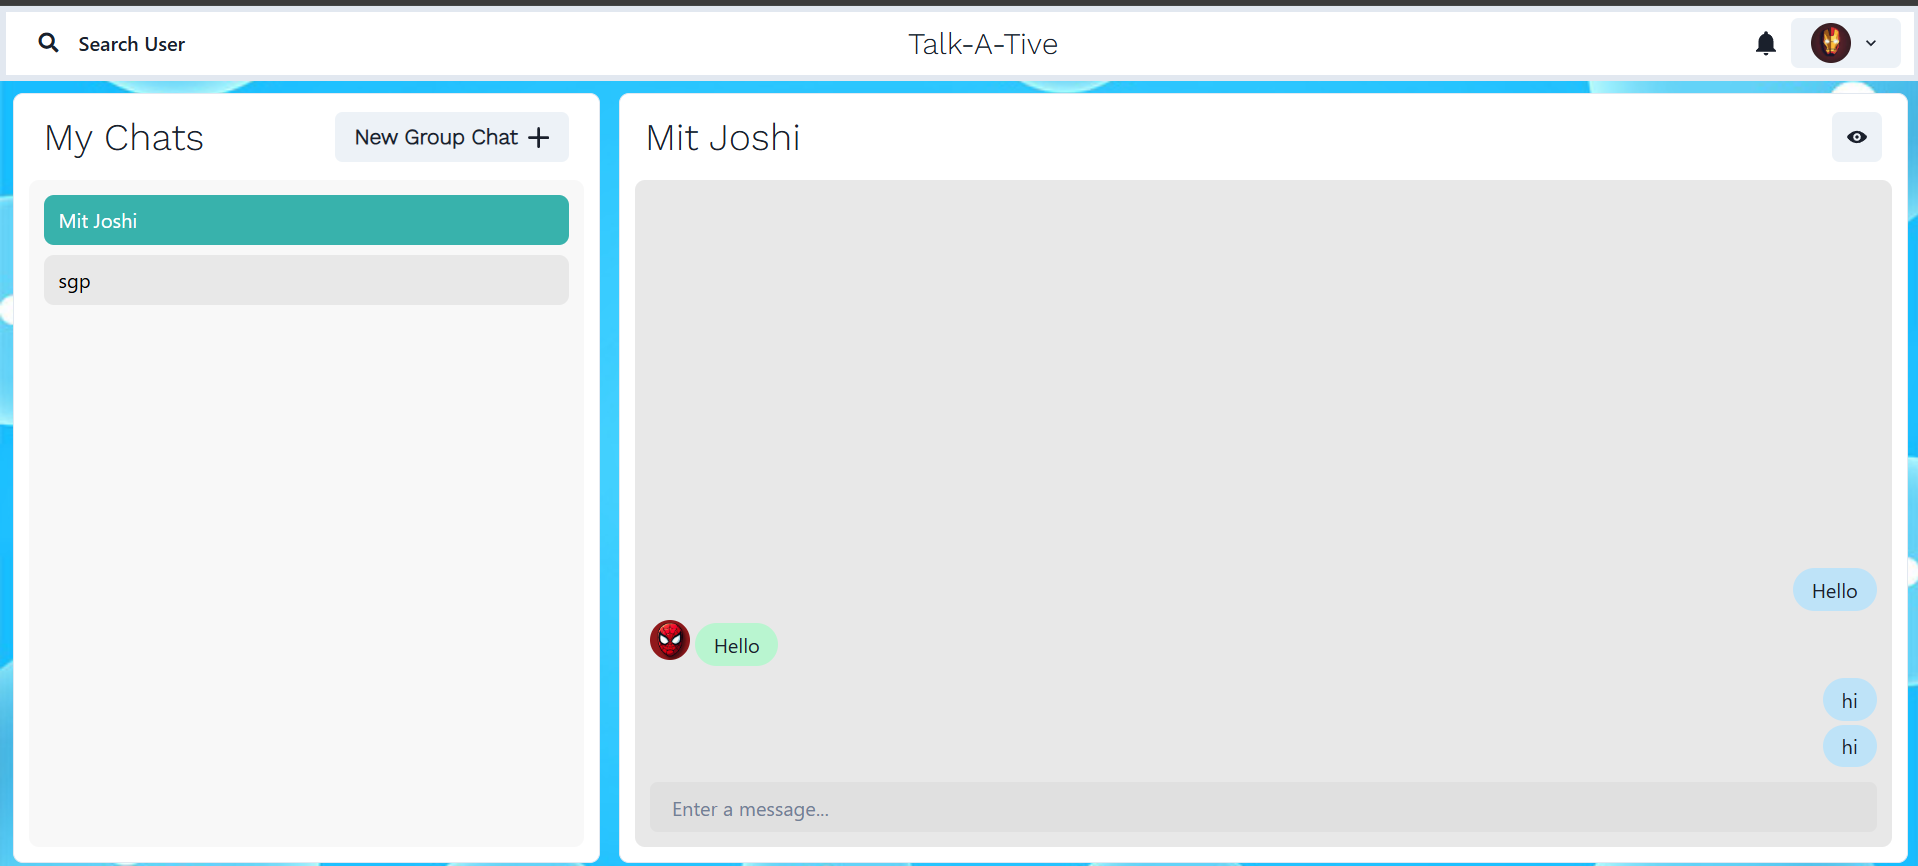 Search User
Talk-A-Tive
My Chats
New Group Chat
Mit Joshi
sgp
Mit Joshi
Hello
Hello
hi
hi
Enter a message...